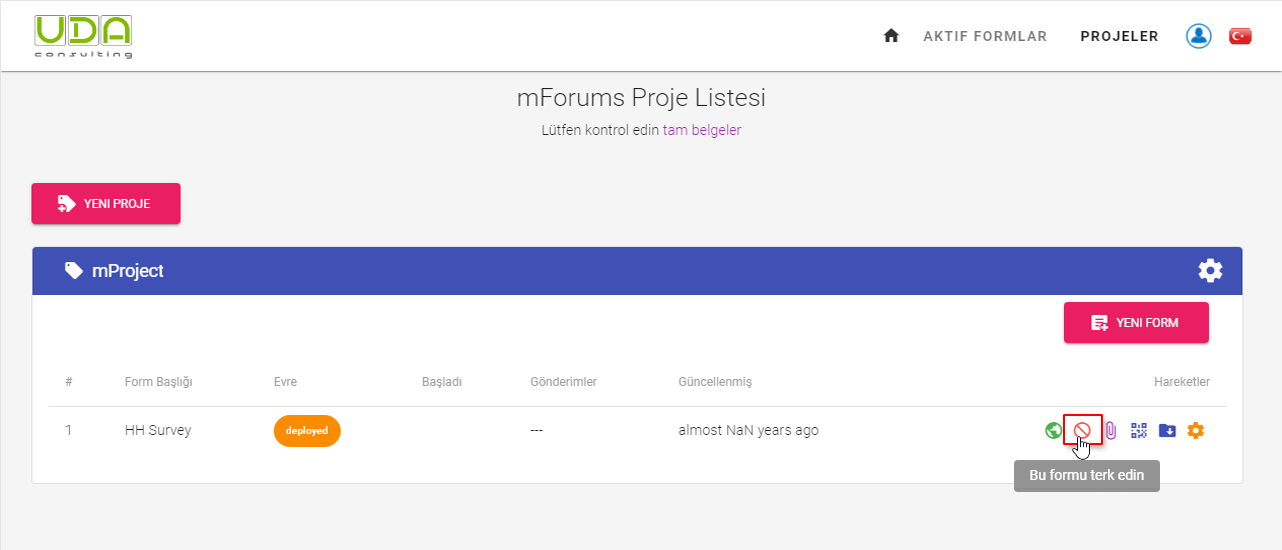 UDA
consulting
AKTIF FORMLAR
PROJELER
mForums Proje Listesi
Lütfen kontrol edin tam belgeler
YENI PROJE
mProject
YENI FORM
# Form Başlığı Evre Başladı Gönderimler Güncellenmiş Hareketler
1 HH Survey deployed --- almost NaN years ago
Bu formu terk edin